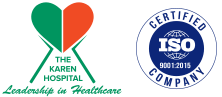 THE
KAREN
HOSPITAL
Leadership in Healthcare
CERTIFIED
ISO
9001:2015
COMPANY